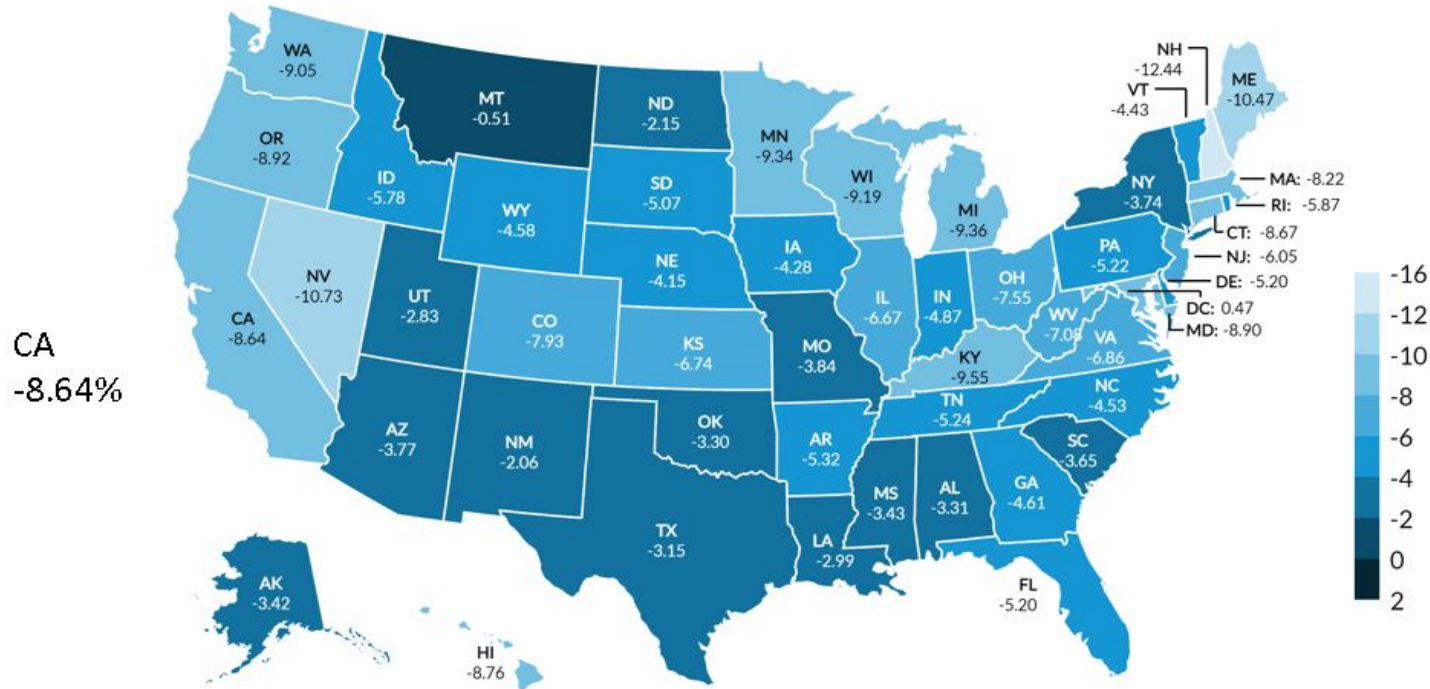 WA
-9.05
OR
-8.92
CA
-8.64
NV
-10.73
ID
-5.78
MT
-0.51
WY
-4.58
UT
-2.83
AZ
-3.77
CO
-7.93
NM
-2.06
ND
-2.15
SD
-5.07
NE
-4.15
KS
-6.74
OK
-3.30
TX
-3.15
MN
-9.34
IA
-4.28
MO
-3.84
AR
-5.32
LA
-2.99
WI
-9.19
IL
-6.67
MI
-9.36
IN
-4.87
OH
-7.55
KY
-9.55
TN
-5.24
MS
-3.43
AL
-3.31
GA
-4.61
FL
-5.20
SC
-3.65
NC
-4.53
VA
-6.86
WV
-7.08
PA
-5.22
NY
-3.74
VT
-4.43
NH
-12.44
ME
-10.47
MA: -8.22
RI: -5.87
CT: -8.67
NJ: -6.05
DE: -5.20
DC: 0.47
MD: -8.90
AK
-3.42
HI
-8.76
CA
-8.64%
-16
-12
-10
-8
-6
-4
-2
0
2